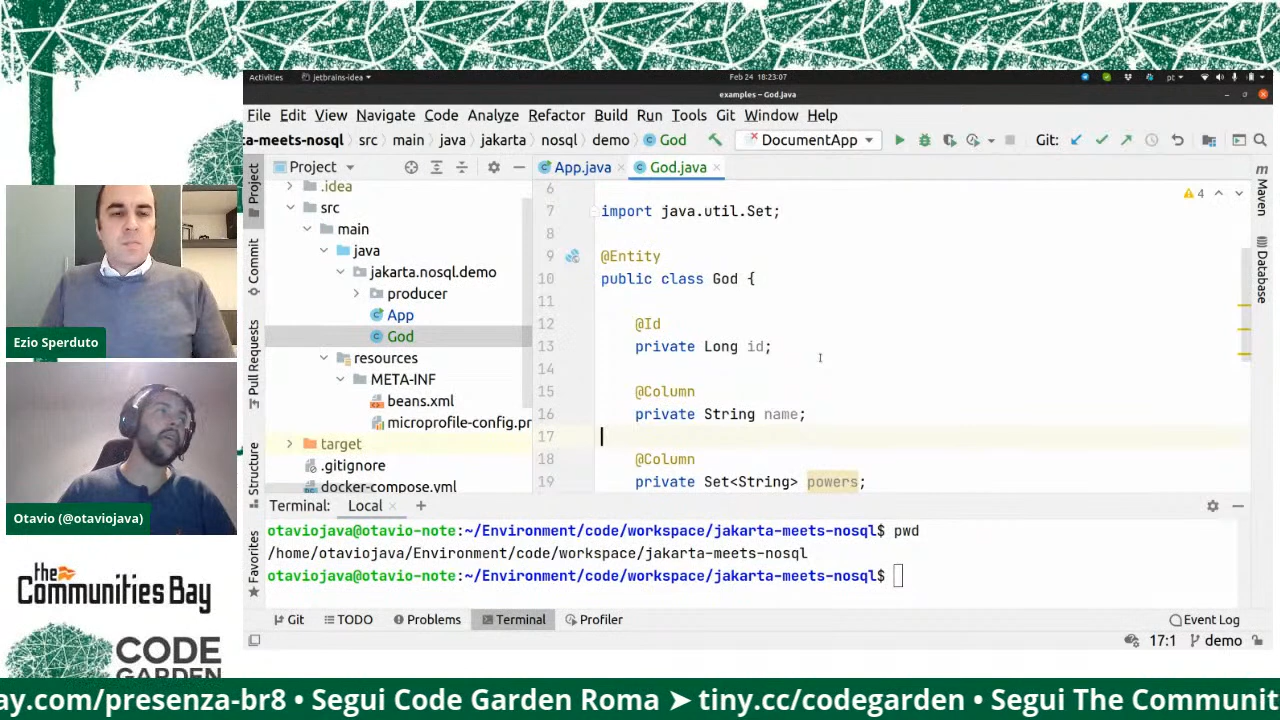 Activities
jetbrains-idea
Feb 24 18:23:07
pt
examples – God.java
File Edit View Navigate Code Analyze Refactor Build Run Tools Git Window Help
ta-meets-nosql src main java jakarta nosql demo God
DocumentApp
Git:
Project
App.java
God.java
.idea
src
main
java
jakarta.nosql.demo
producer
App
God
resources
META-INF
beans.xml
microprofile-config.pr
target
.gitignore
docker-compose.yml
Project
Commit
Pull Requests
Structure
Favorites
6
7 import java.util.Set;
8
9 @Entity
10 public class God {
11
12 @Id
13 private Long id;
14
15 @Column
16 private String name;
17
18 @Column
19 private Set<String> powers;
4
Maven
Database
Terminal: Local
otaviojava@otavio-note:~/Environment/code/workspace/jakarta-meets-nosql$ pwd
/home/otaviojava/Environment/code/workspace/jakarta-meets-nosql
otaviojava@otavio-note:~/Environment/code/workspace/jakarta-meets-nosql$
Git TODO Problems Terminal Profiler
Event Log
17:1 demo
Ezio Sperduto
Otavio (@otaviojava)
the
Communities Bay
CODE
GARDEN
ay.com/presenza-br8 • Segui Code Garden Roma ➤ tiny.cc/codegarden • Segui The Communit